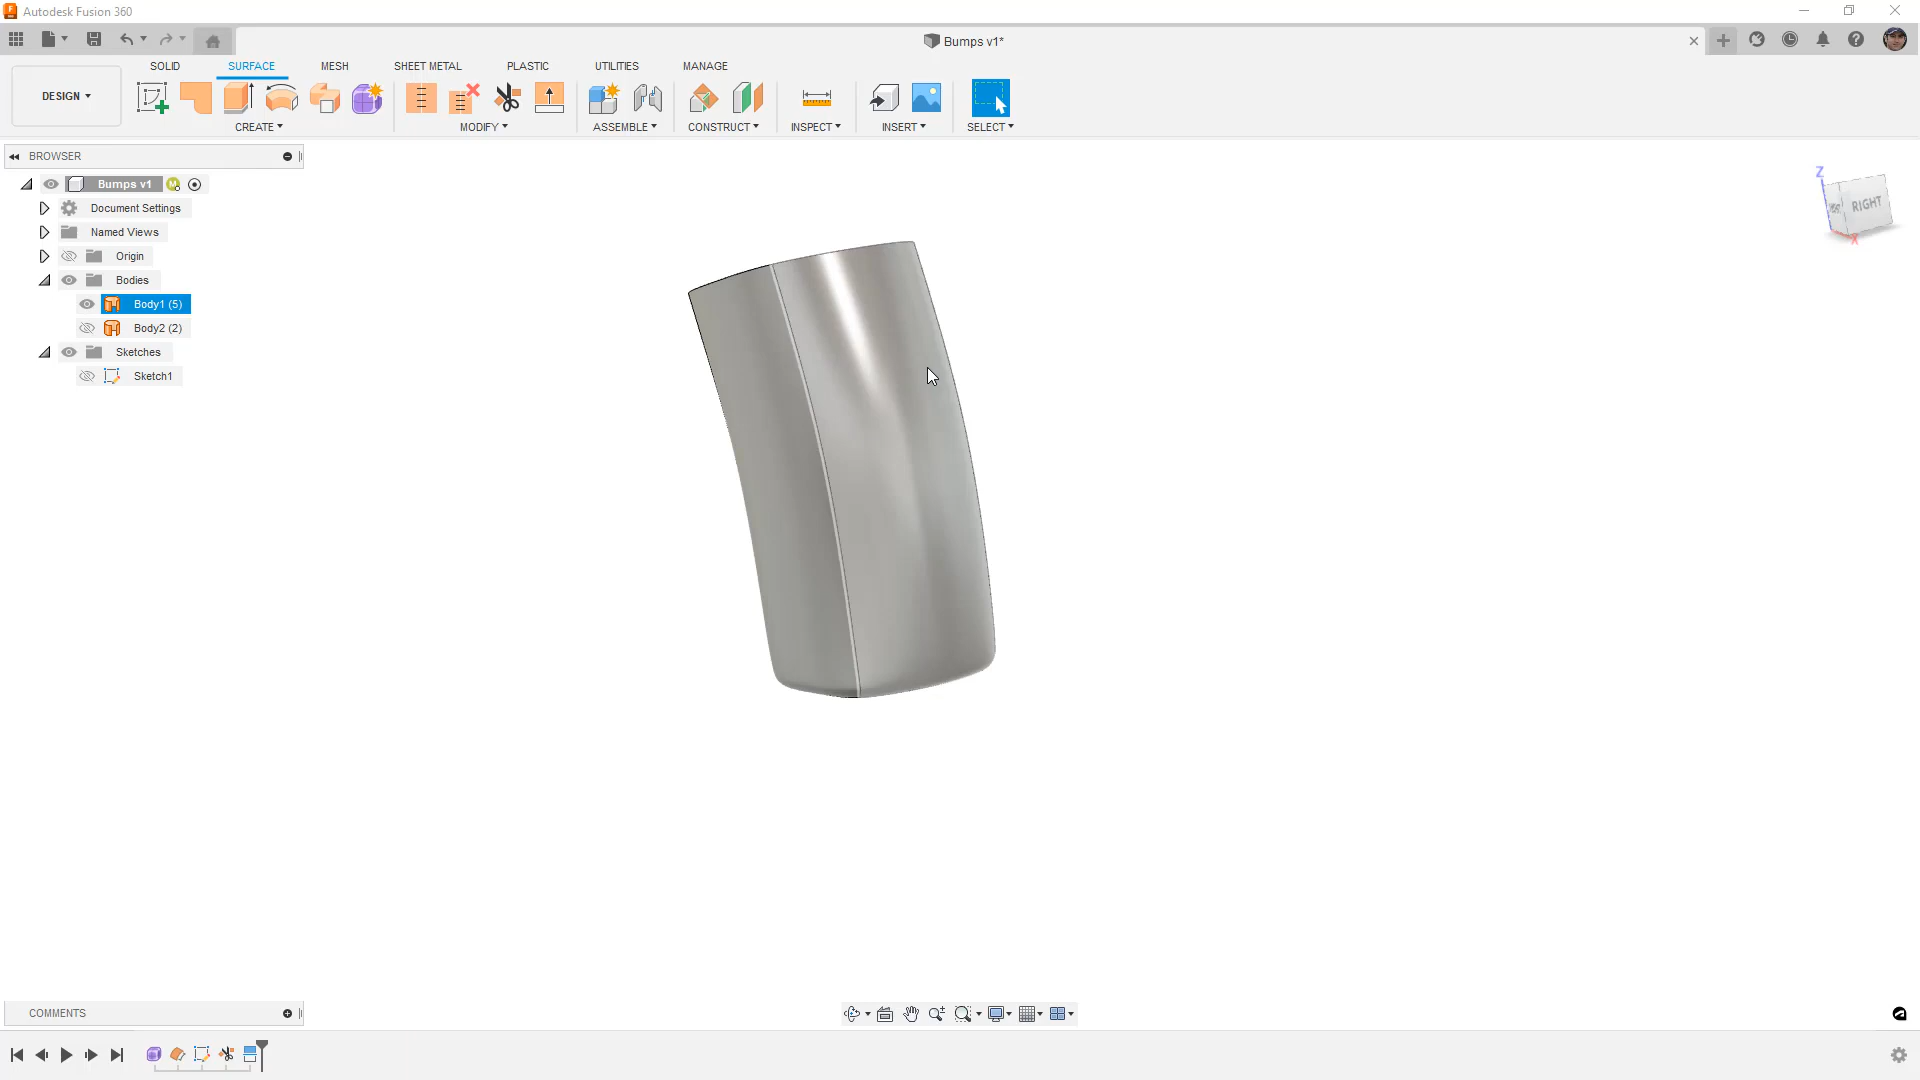 Autodesk Fusion 360
Bumps v1*
SOLID SURFACE MESH SHEET METAL PLASTIC UTILITIES MANAGE
DESIGN
CREATE MODIFY ASSEMBLE CONSTRUCT INSPECT INSERT SELECT
BROWSER
Bumps v1
Document Settings
Named Views
Origin
Bodies
Body1 (5)
Body2 (2)
Sketches
Sketch1
Z
RIGHT
X
COMMENTS